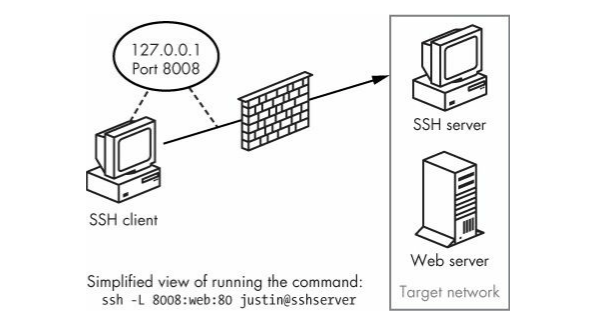 127.0.0.1
Port 8008
SSH server
SSH client
Web server
Target network
Simplified view of running the command:
ssh -L 8008:web:80 justin@sshserver